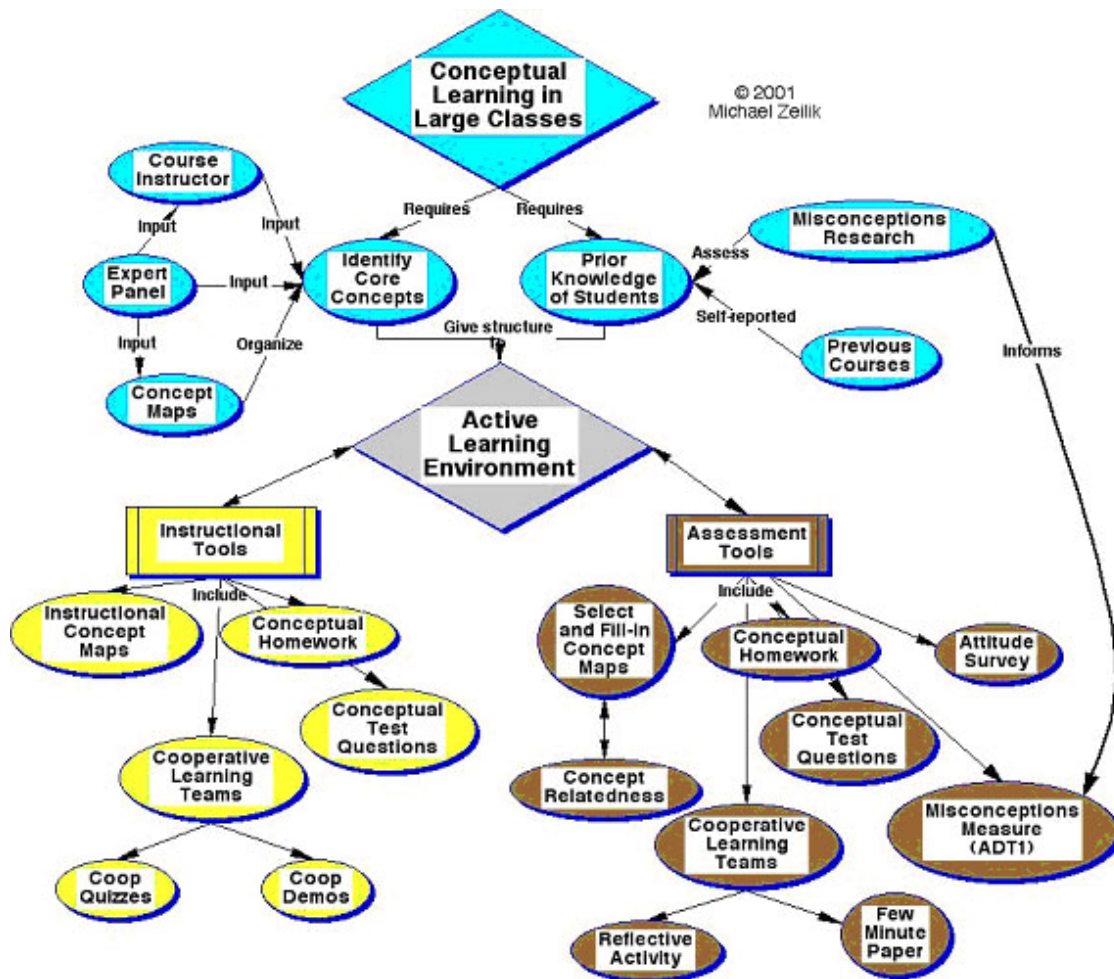 Conceptual
Learning in
Large Classes
© 2001
Michael Zeilik
Course
Instructor
Input
Input
Requires
Requires
Misconceptions
Research
Expert
Panel
Input
Identify
Core
Concepts
Prior
Knowledge
of Students
Assess
Input
Organize
Give structure
to
Self-reported
Previous
Courses
Informs
Concept
Maps
Active
Learning
Environment
Instructional
Tools
Assessment
Tools
Include
Include
Instructional
Concept
Maps
Conceptual
Homework
Conceptual
Test
Questions
Cooperative
Learning
Teams
Coop
Quizzes
Coop
Demos
Select
and Fill-in
Concept
Maps
Conceptual
Homework
Attitude
Survey
Conceptual
Test
Questions
Concept
Relatedness
Cooperative
Learning
Teams
Misconceptions
Measure
(ADT1)
Reflective
Activity
Few
Minute
Paper